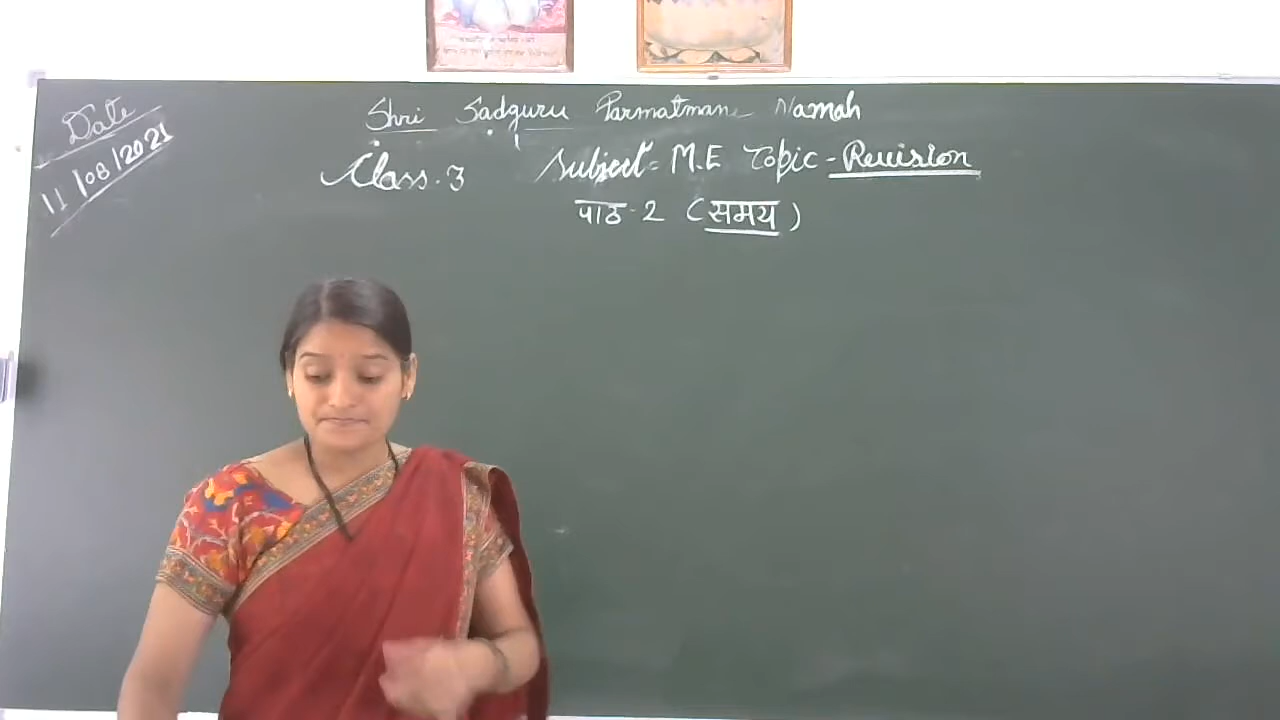 Date
11/08/2021
Shri Sadguru Parmatmane Namah
Class-3 Subject- M.E Topic - Revision
पाठ-2 (समय)